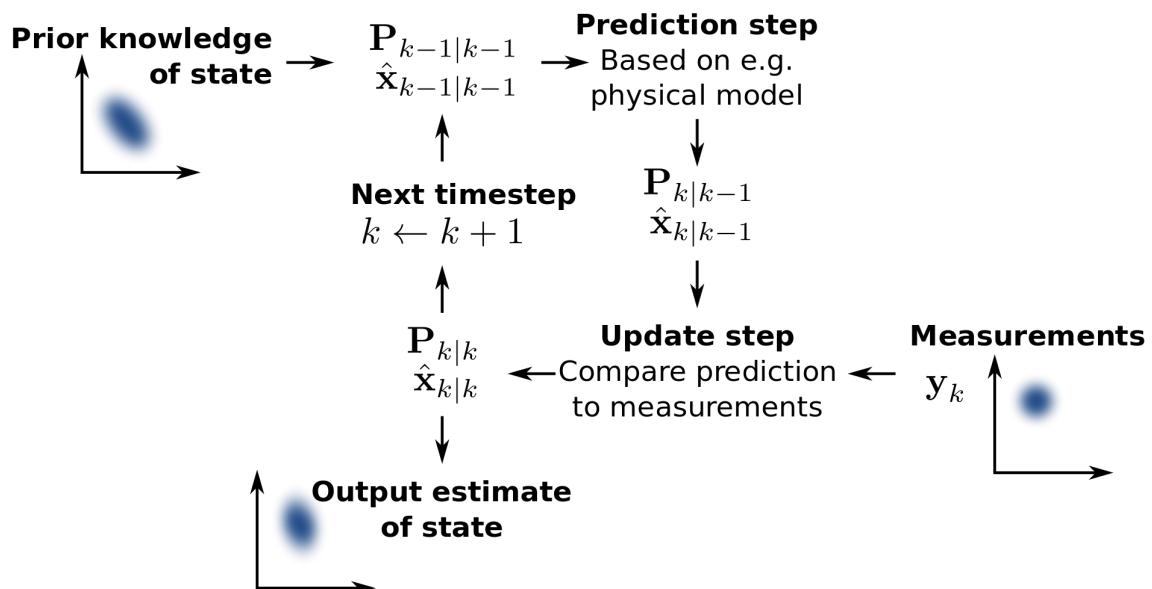 Prior knowledge
of state
P_{k−1|k−1}
x̂_{k−1|k−1}
Prediction step
Based on e.g.
physical model
P_{k|k−1}
x̂_{k|k−1}
Next timestep
k ← k + 1
Update step
Compare prediction
to measurements
Measurements
y_k
P_{k|k}
x̂_{k|k}
Output estimate
of state